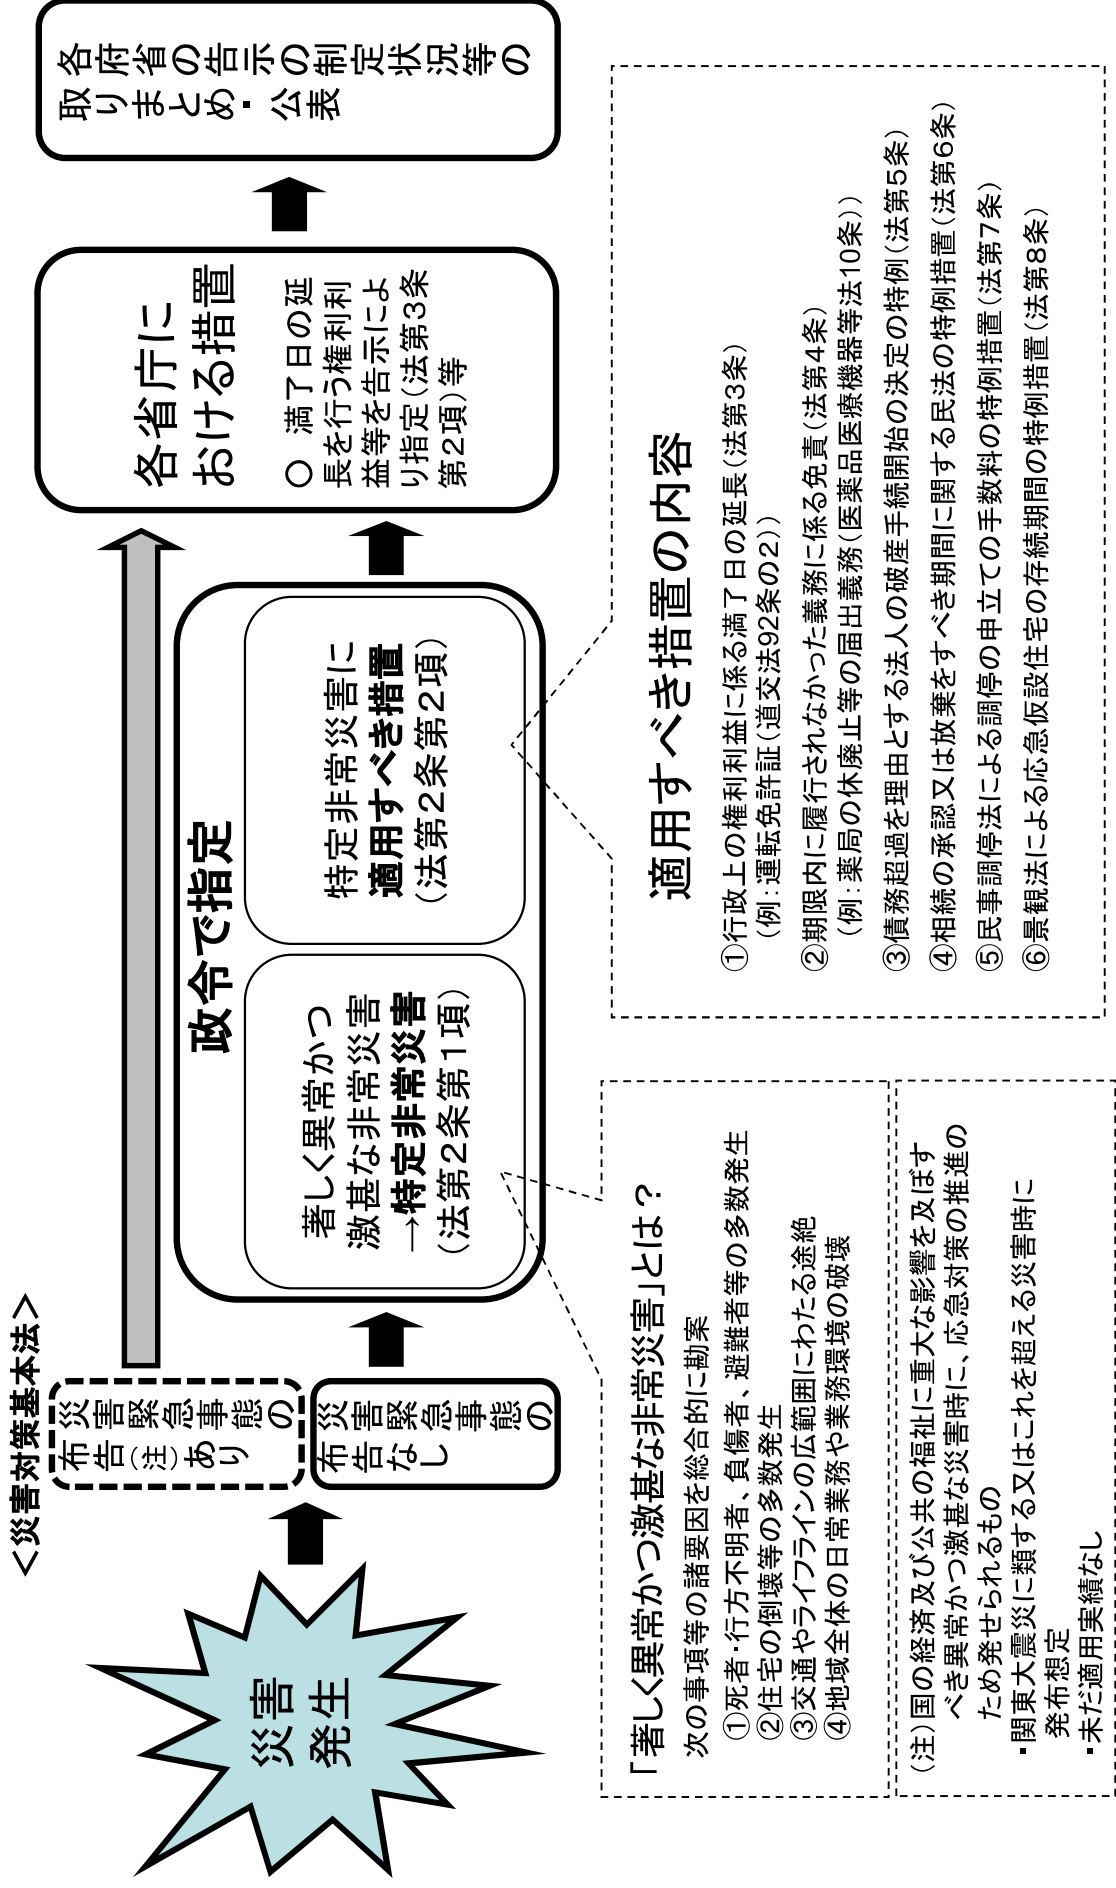 ＜災害対策基本法＞
災害
発生
災害緊急事態の
布告（注）あり
災害緊急事態の
布告なし
政令で指定
著しく異常かつ
激甚な非常災害
→特定非常災害
（法第２条第１項）
特定非常災害に
適用すべき措置
（法第２条第２項）
各省庁に
おける措置
○　満了日の延
長を行う権利利
益等を告示によ
り指定（法第３条
第２項）等
各府省の告示の制定状況等の
取りまとめ・公表
「著しく異常かつ激甚な非常災害」とは？
次の事項等の諸要因を総合的に勘案
①死者・行方不明者、負傷者、避難者等の多数発生
②住宅の倒壊等の多数発生
③交通やライフラインの広範囲にわたる途絶
④地域全体の日常業務や業務環境の破壊
（注）国の経済及び公共の福祉に重大な影響を及ぼす
べき異常かつ激甚な災害時に、応急対策の推進の
ため発せられるもの
・関東大震災に類する又はこれを超える災害時に
発布想定
・未だ適用実績なし
適用すべき措置の内容
①行政上の権利利益に係る満了日の延長（法第３条）
（例：運転免許証（道交法92条の２））
②期限内に履行されなかった義務に係る免責（法第４条）
（例：薬局の休廃止等の届出義務（医薬品医療機器等法10条））
③債務超過を理由とする法人の破産手続開始の決定の特例（法第５条）
④相続の承認又は放棄をすべき期間に関する民法の特例措置（法第６条）
⑤民事調停法による調停の申立ての手数料の特例措置（法第７条）
⑥景観法による応急仮設住宅の存続期間の特例措置（法第８条）